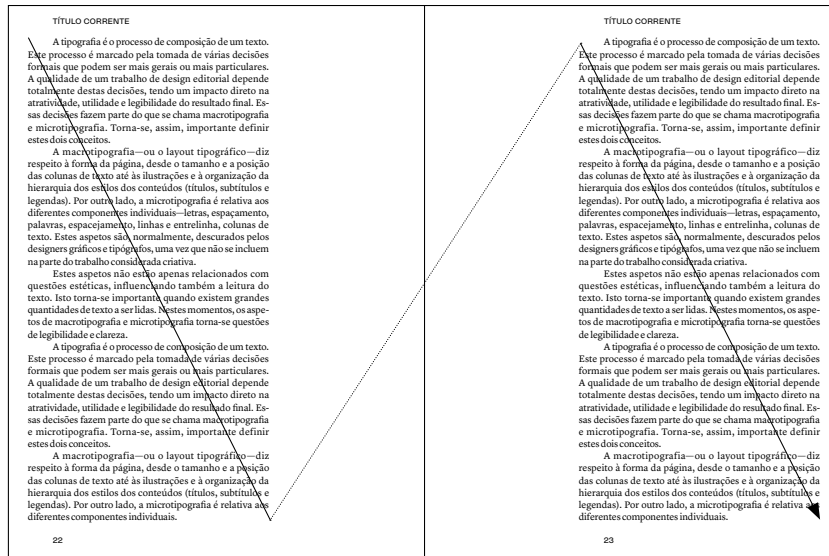 TÍTULO CORRENTE
A tipografia é o processo de composição de um texto.
Este processo é marcado pela tomada de várias decisões
formais que podem ser mais gerais ou mais particulares.
A qualidade de um trabalho de design editorial depende
totalmente destas decisões, tendo um impacto direto na
atratividade, utilidade e legibilidade do resultado final. Es-
sas decisões fazem parte do que se chama macrotipografia
e microtipografia. Torna-se, assim, importante definir
estes dois conceitos.
A macrotipografia—ou o layout tipográfico—diz
respeito à forma da página, desde o tamanho e a posição
das colunas de texto até às ilustrações e à organização da
hierarquia dos estilos dos conteúdos (títulos, subtítulos e
legendas). Por outro lado, a microtipografia é relativa aos
diferentes componentes individuais—letras, espaçamento,
palavras, espacejamento, linhas e entrelinha, colunas de
texto. Estes aspetos são, normalmente, descurados pelos
designers gráficos e tipógrafos, uma vez que não se incluem
na parte do trabalho considerada criativa.
Estes aspetos não estão apenas relacionados com
questões estéticas, influenciando também a leitura do
texto. Isto torna-se importante quando existem grandes
quantidades de texto a ser lidas. Nestes momentos, os aspe-
tos de macrotipografia e microtipografia torna-se questões
de legibilidade e clareza.
A tipografia é o processo de composição de um texto.
Este processo é marcado pela tomada de várias decisões
formais que podem ser mais gerais ou mais particulares.
A qualidade de um trabalho de design editorial depende
totalmente destas decisões, tendo um impacto direto na
atratividade, utilidade e legibilidade do resultado final. Es-
sas decisões fazem parte do que se chama macrotipografia
e microtipografia. Torna-se, assim, importante definir
estes dois conceitos.
A macrotipografia—ou o layout tipográfico—diz
respeito à forma da página, desde o tamanho e a posição
das colunas de texto até às ilustrações e à organização da
hierarquia dos estilos dos conteúdos (títulos, subtítulos e
legendas). Por outro lado, a microtipografia é relativa aos
diferentes componentes individuais.
22
TÍTULO CORRENTE
A tipografia é o processo de composição de um texto.
Este processo é marcado pela tomada de várias decisões
formais que podem ser mais gerais ou mais particulares.
A qualidade de um trabalho de design editorial depende
totalmente destas decisões, tendo um impacto direto na
atratividade, utilidade e legibilidade do resultado final. Es-
sas decisões fazem parte do que se chama macrotipografia
e microtipografia. Torna-se, assim, importante definir
estes dois conceitos.
A macrotipografia—ou o layout tipográfico—diz
respeito à forma da página, desde o tamanho e a posição
das colunas de texto até às ilustrações e à organização da
hierarquia dos estilos dos conteúdos (títulos, subtítulos e
legendas). Por outro lado, a microtipografia é relativa aos
diferentes componentes individuais—letras, espaçamento,
palavras, espacejamento, linhas e entrelinha, colunas de
texto. Estes aspetos são, normalmente, descurados pelos
designers gráficos e tipógrafos, uma vez que não se incluem
na parte do trabalho considerada criativa.
Estes aspetos não estão apenas relacionados com
questões estéticas, influenciando também a leitura do
texto. Isto torna-se importante quando existem grandes
quantidades de texto a ser lidas. Nestes momentos, os aspe-
tos de macrotipografia e microtipografia torna-se questões
de legibilidade e clareza.
A tipografia é o processo de composição de um texto.
Este processo é marcado pela tomada de várias decisões
formais que podem ser mais gerais ou mais particulares.
A qualidade de um trabalho de design editorial depende
totalmente destas decisões, tendo um impacto direto na
atratividade, utilidade e legibilidade do resultado final. Es-
sas decisões fazem parte do que se chama macrotipografia
e microtipografia. Torna-se, assim, importante definir
estes dois conceitos.
A macrotipografia—ou o layout tipográfico—diz
respeito à forma da página, desde o tamanho e a posição
das colunas de texto até às ilustrações e à organização da
hierarquia dos estilos dos conteúdos (títulos, subtítulos e
legendas). Por outro lado, a microtipografia é relativa aos
diferentes componentes individuais.
23